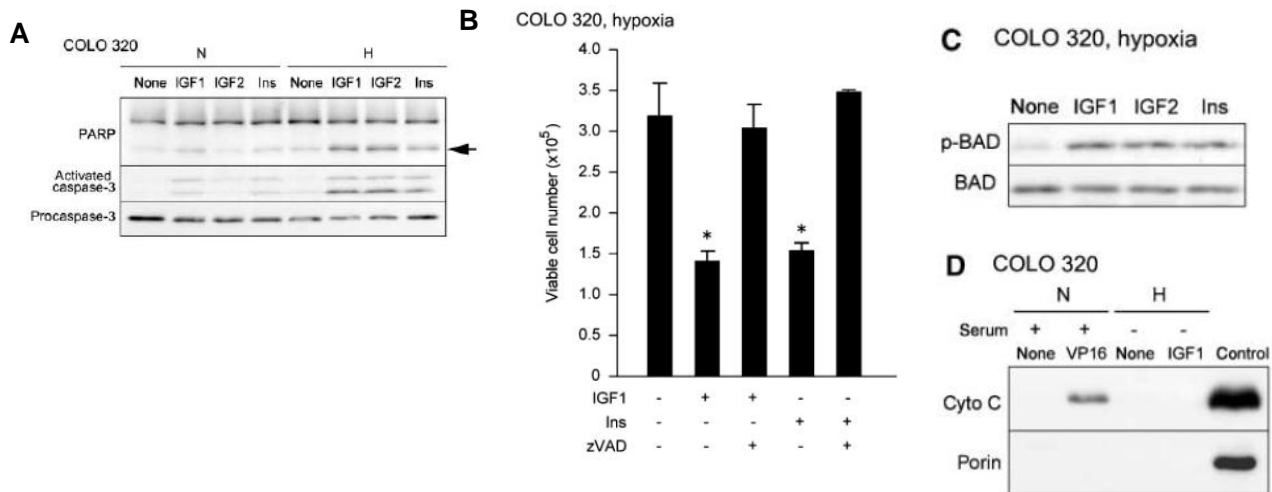 A
COLO 320
N H
None IGF1 IGF2 Ins None IGF1 IGF2 Ins
PARP
Activated
caspase-3
Procaspase-3
B
COLO 320, hypoxia
Viable cell number (x10⁵)
4.0
3.5
3.0
2.5
2.0
1.5
1.0
0.5
0
* *
IGF1 - + + - -
Ins - - - + +
zVAD - - + - +
C COLO 320, hypoxia
None IGF1 IGF2 Ins
p-BAD
BAD
D COLO 320
N H
Serum + + - -
None VP16 None IGF1 Control
Cyto C
Porin